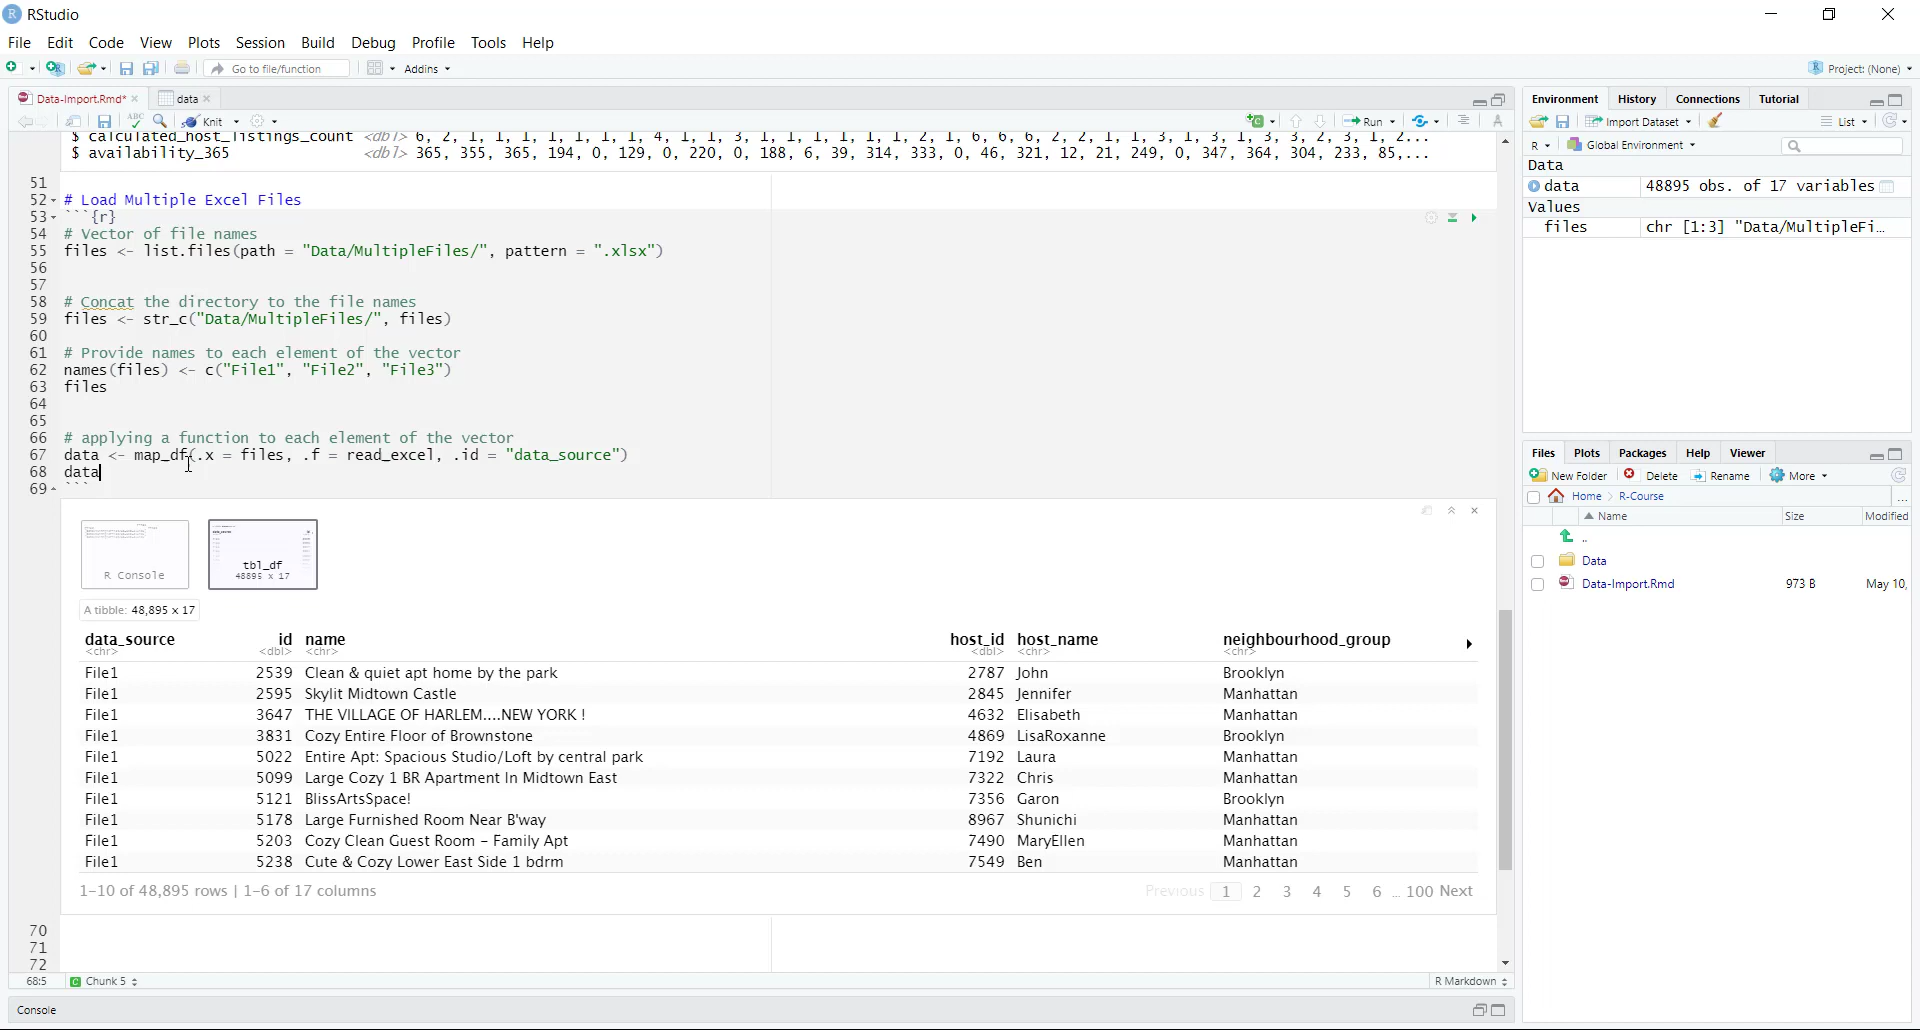 RStudio
File Edit Code View Plots Session Build Debug Profile Tools Help
Go to file/function Addins Project: (None)
Data-Import.Rmd* data
Knit Run
$ calculated_host_listings_count <dbl> 6, 2, 1, 1, 1, 1, 1, 1, 4, 1, 1, 3, 1, 1, 1, 1, 1, 2, 1, 6, 6, 6, 2, 2, 1, 1, 3, 1, 3, 1, 3, 3, 2, 3, 1, 2...
$ availability_365 <dbl> 365, 355, 365, 194, 0, 129, 0, 220, 0, 188, 6, 39, 314, 333, 0, 46, 321, 12, 21, 249, 0, 347, 364, 304, 233, 85,...
51
52 # Load Multiple Excel Files
53 ```{r}
54 # Vector of file names
55 files <- list.files(path = "Data/MultipleFiles/", pattern = ".xlsx")
56
57
58 # Concat the directory to the file names
59 files <- str_c("Data/MultipleFiles/", files)
60
61 # Provide names to each element of the vector
62 names(files) <- c("File1", "File2", "File3")
63 files
64
65
66 # applying a function to each element of the vector
67 data <- map_df(.x = files, .f = read_excel, .id = "data_source")
68 data
69 ```
R Console
tbl_df
48895 x 17
A tibble: 48,895 x 17
data_source id name host_id host_name neighbourhood_group
<chr> <dbl> <chr> <dbl> <chr> <chr>
File1 2539 Clean & quiet apt home by the park 2787 John Brooklyn
File1 2595 Skylit Midtown Castle 2845 Jennifer Manhattan
File1 3647 THE VILLAGE OF HARLEM....NEW YORK ! 4632 Elisabeth Manhattan
File1 3831 Cozy Entire Floor of Brownstone 4869 LisaRoxanne Brooklyn
File1 5022 Entire Apt: Spacious Studio/Loft by central park 7192 Laura Manhattan
File1 5099 Large Cozy 1 BR Apartment In Midtown East 7322 Chris Manhattan
File1 5121 BlissArtsSpace! 7356 Garon Brooklyn
File1 5178 Large Furnished Room Near B'way 8967 Shunichi Manhattan
File1 5203 Cozy Clean Guest Room - Family Apt 7490 MaryEllen Manhattan
File1 5238 Cute & Cozy Lower East Side 1 bdrm 7549 Ben Manhattan
1-10 of 48,895 rows | 1-6 of 17 columns Previous 1 2 3 4 5 6 ... 100 Next
70
71
72
68:5 Chunk 5 R Markdown
Console
Environment History Connections Tutorial
Import Dataset List
R Global Environment
Data
data 48895 obs. of 17 variables
Values
files chr [1:3] "Data/MultipleFi…
Files Plots Packages Help Viewer
New Folder Delete Rename More
Home R-Course ...
Name Size Modified
..
Data
Data-Import.Rmd 973 B May 10,